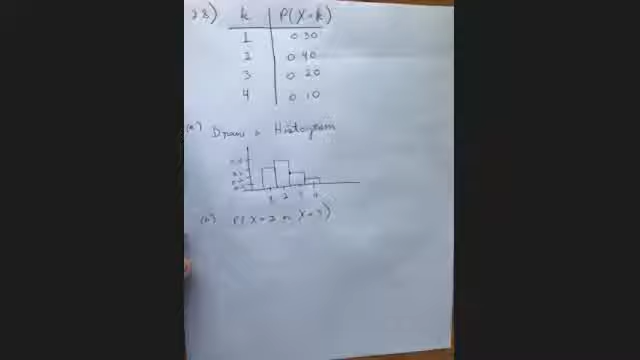 28) k P(X=k)
1 0.30
2 0.40
3 0.20
4 0.10
(a) Draw a Histogram
1 2 3 4
(b) P(X=2 or X=3)